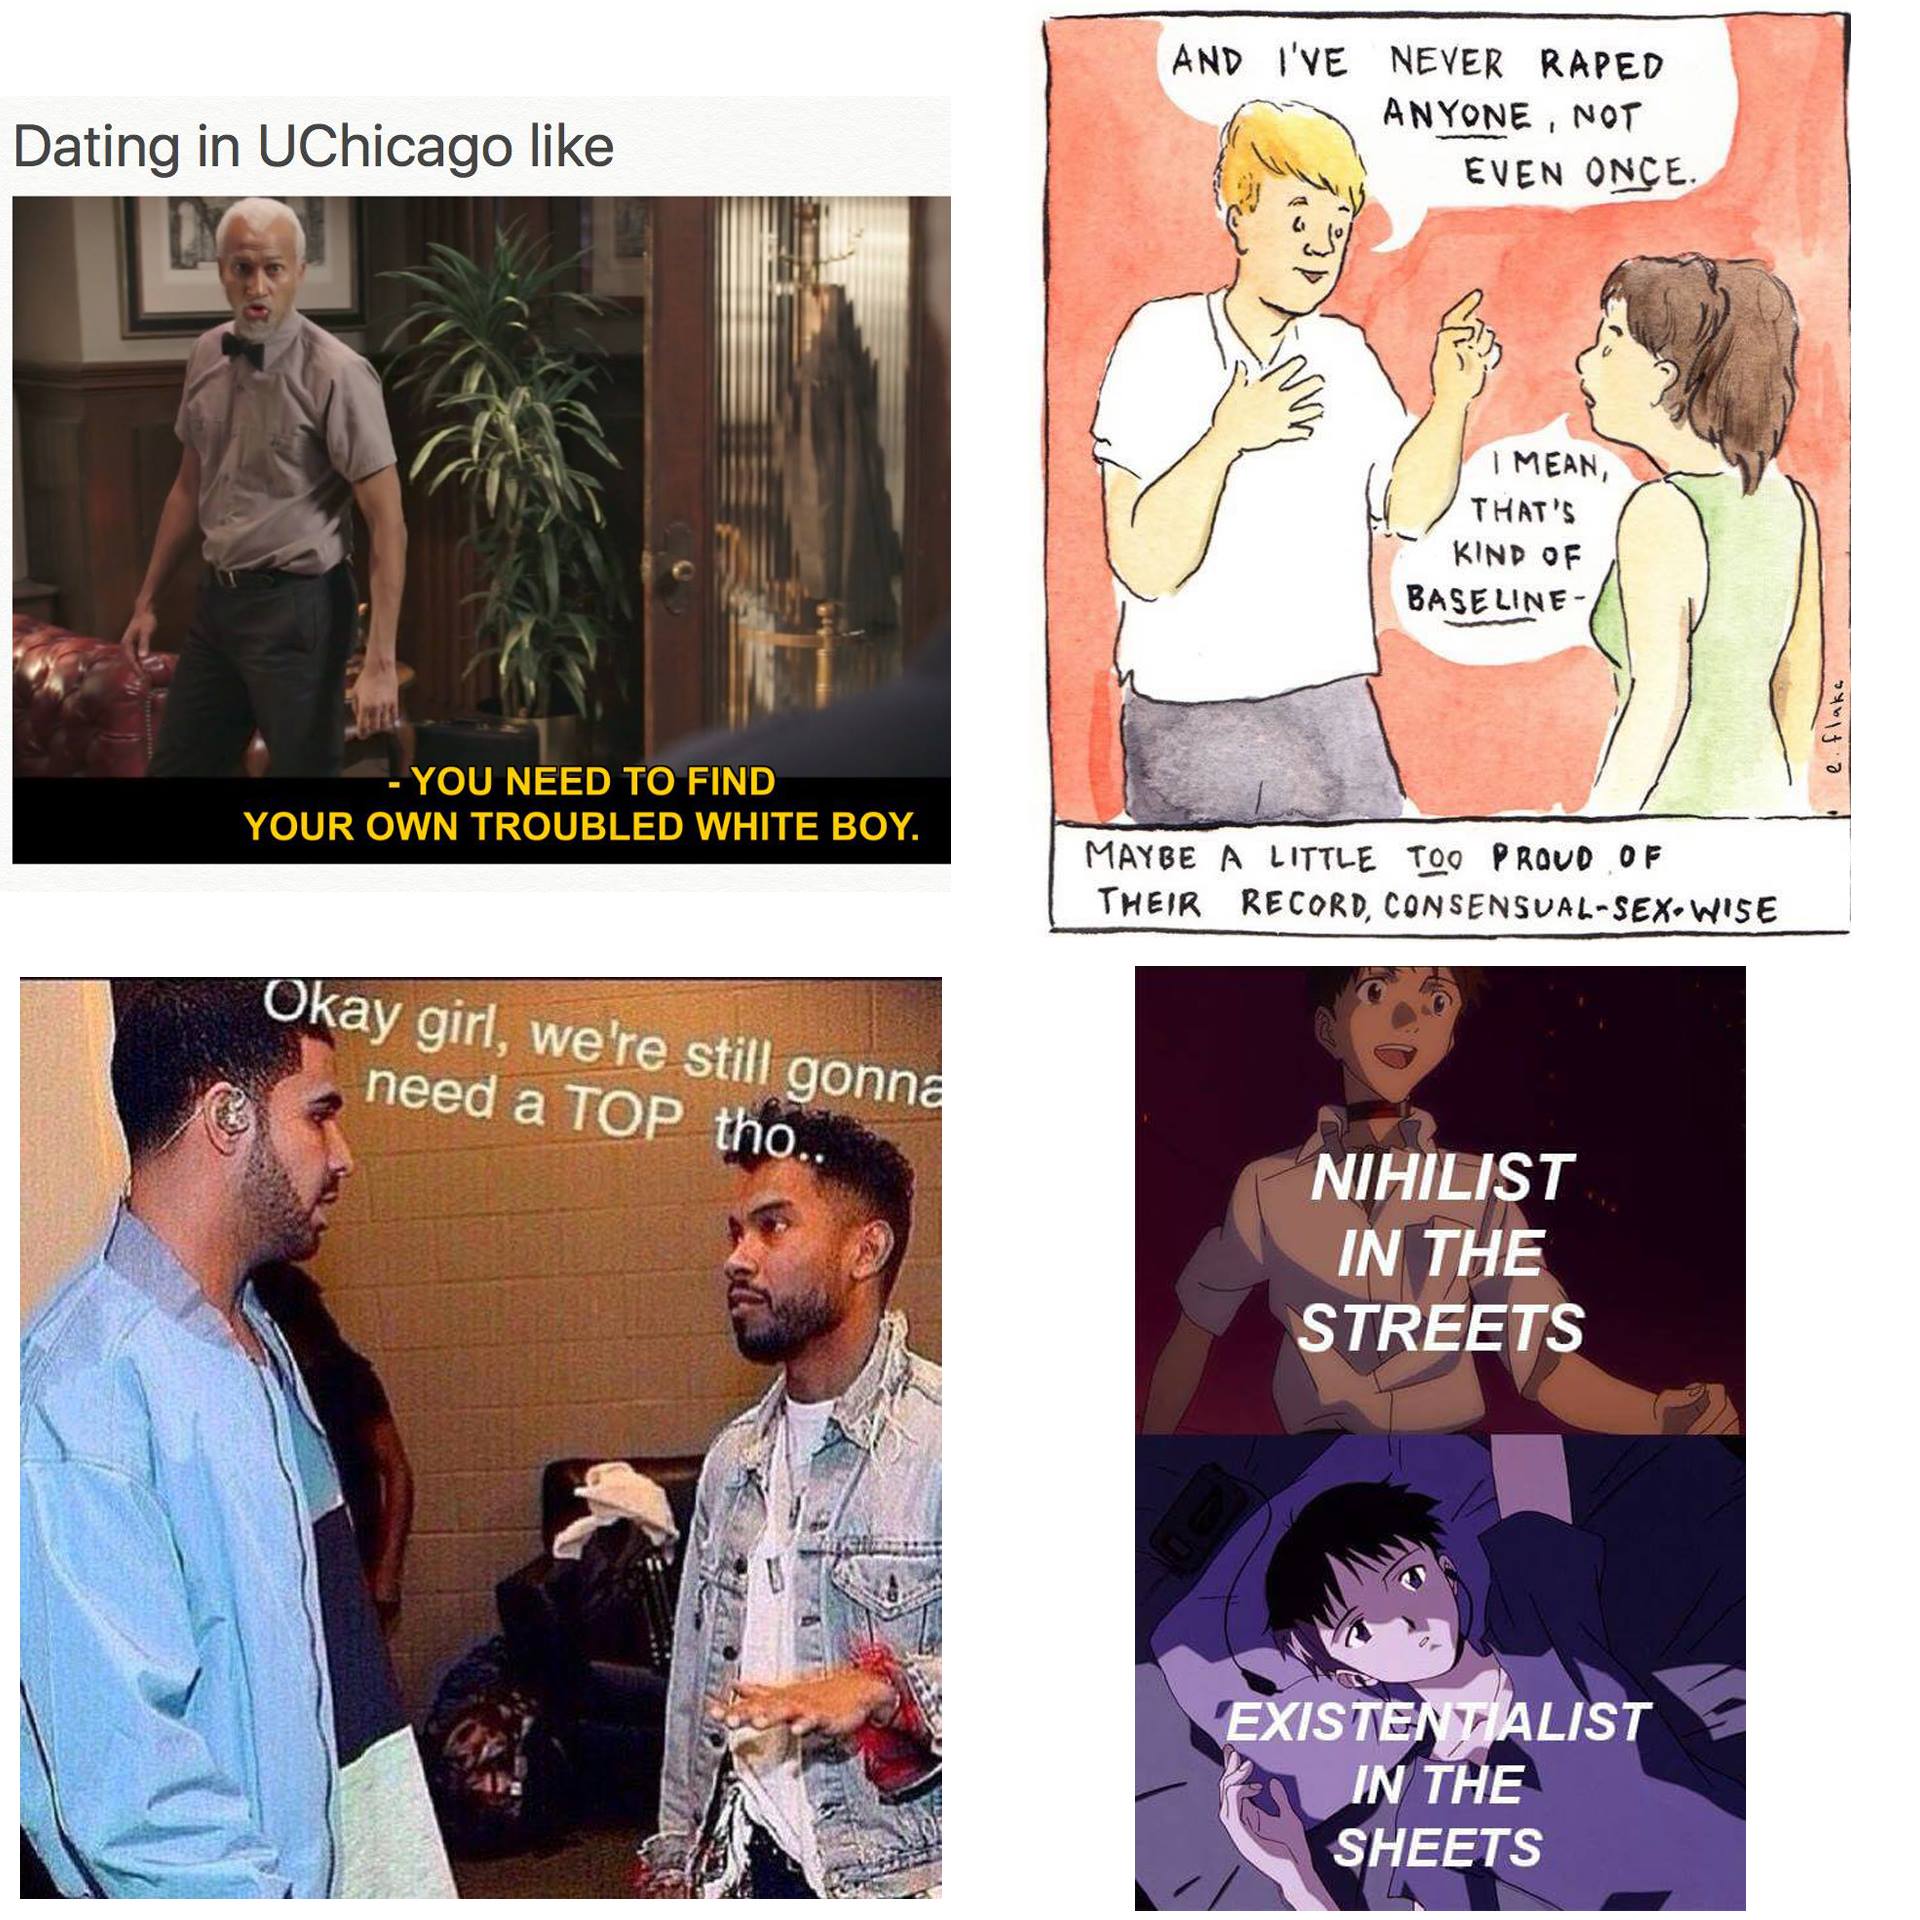 Dating in UChicago like
- YOU NEED TO FIND
YOUR OWN TROUBLED WHITE BOY.
AND I'VE NEVER RAPED
ANYONE, NOT
EVEN ONCE.
I MEAN,
THAT'S
KIND OF
BASELINE-
e. flake
MAYBE A LITTLE TOO PROUD OF
THEIR RECORD, CONSENSUAL-SEX-WISE
Okay girl, we're still gonna
need a TOP tho..
NIHILIST
IN THE
STREETS
EXISTENTIALIST
IN THE
SHEETS